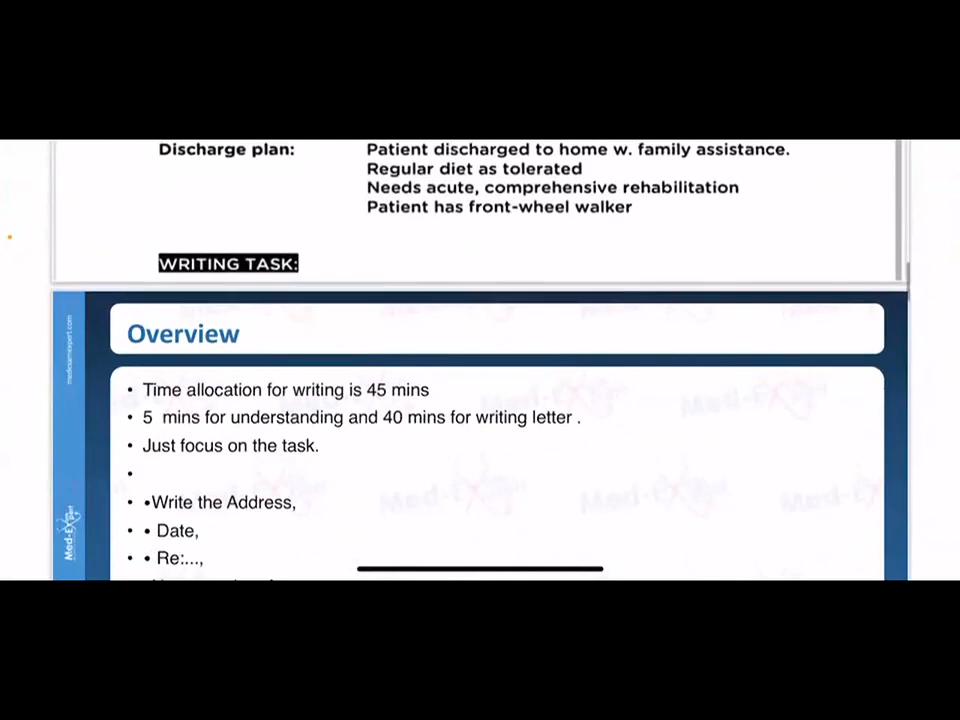 Discharge plan: Patient discharged to home w. family assistance.
Regular diet as tolerated
Needs acute, comprehensive rehabilitation
Patient has front-wheel walker
WRITING TASK:
Overview
• Time allocation for writing is 45 mins
• 5 mins for understanding and 40 mins for writing letter .
• Just focus on the task.
•
• •Write the Address,
• • Date,
• • Re:...,
Med-Expert